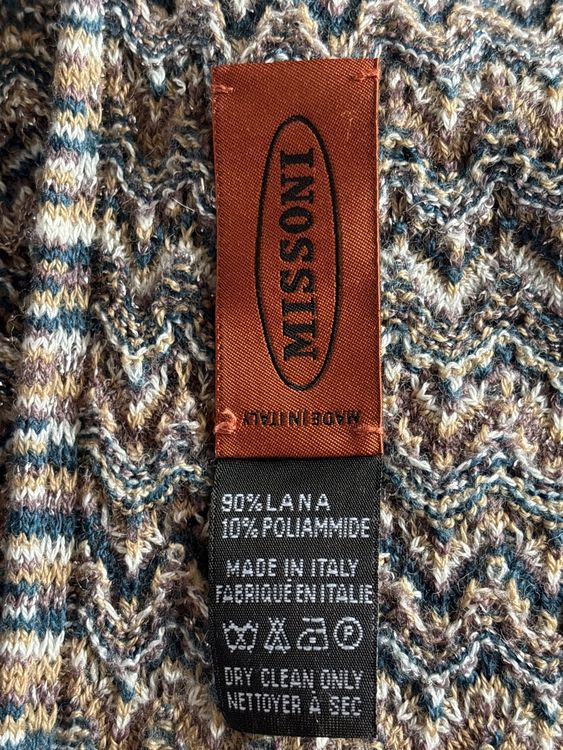 MISSONI
MADE IN ITALY
90% LANA
10% POLIAMMIDE
MADE IN ITALY
FABRIQUÉ EN ITALIE
P
DRY CLEAN ONLY
NETTOYER À SEC